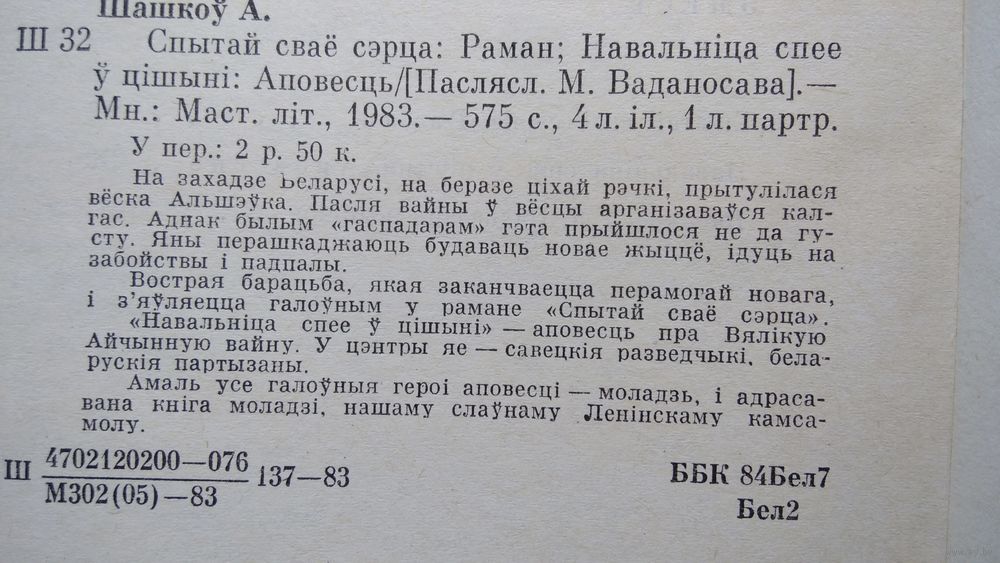 Шашкоў А.
Ш 32 Спытай сваё сэрца: Раман; Навальніца спее
ў цішыні: Аповесць/[Паслясл. М. Ваданосава].—
Мн.: Маст. літ., 1983.— 575 с., 4 л. іл., 1 л. партр.
У пер.: 2 р. 50 к.
На захадзе Беларусі, на беразе ціхай рэчкі, прытулілася
вёска Альшэўка. Пасля вайны ў вёсцы арганізаваўся кал-
гас. Аднак былым «гаспадарам» гэта прыйшлося не да гу-
сту. Яны перашкаджаюць будаваць новае жыццё, ідуць на
забойствы і падпалы.
Вострая барацьба, якая заканчваецца перамогай новага,
і з'яўляецца галоўным у рамане «Спытай сваё сэрца».
«Навальніца спее ў цішыні» — аповесць пра Вялікую
Айчынную вайну. У цэнтры яе — савецкія разведчыкі, бела-
рускія партызаны.
Амаль усе галоўныя героі аповесці — моладзь, і адраса-
вана кніга моладзі, нашаму слаўнаму Ленінскаму камса-
молу.
Ш 4702120200—076 137—83 ББК 84Бел7
М302(05)—83 Бел2